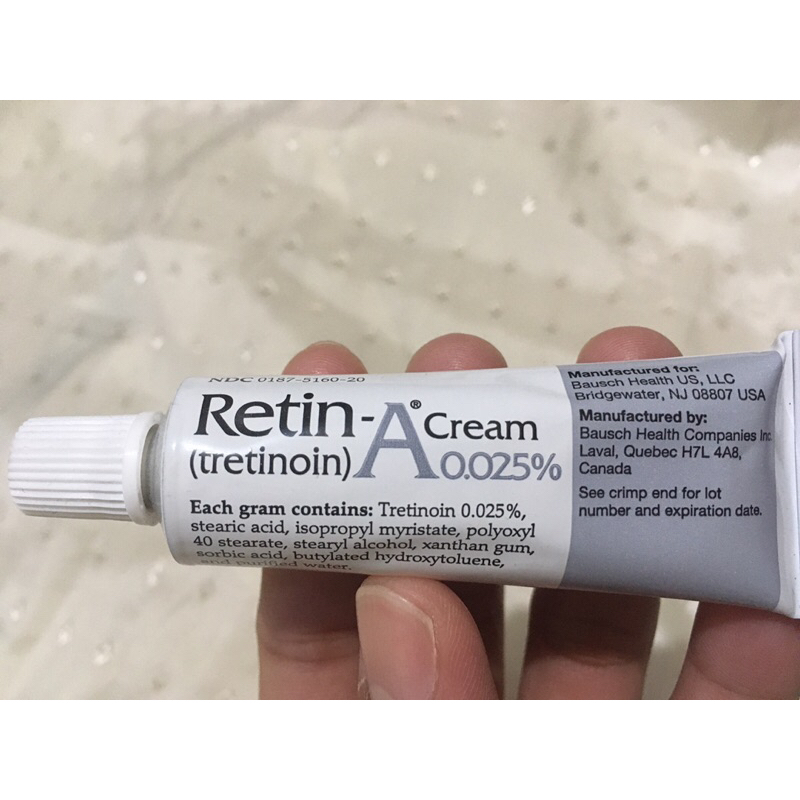 NDC 0187-5160-20
Retin-A® Cream
(tretinoin) 0.025%
Each gram contains: Tretinoin 0.025%,
stearic acid, isopropyl myristate, polyoxyl
40 stearate, stearyl alcohol, xanthan gum,
sorbic acid, butylated hydroxytoluene,
and purified water.
Manufactured for:
Bausch Health US, LLC
Bridgewater, NJ 08807 USA
Manufactured by:
Bausch Health Companies Inc.
Laval, Quebec H7L 4A8,
Canada
See crimp end for lot
number and expiration date.